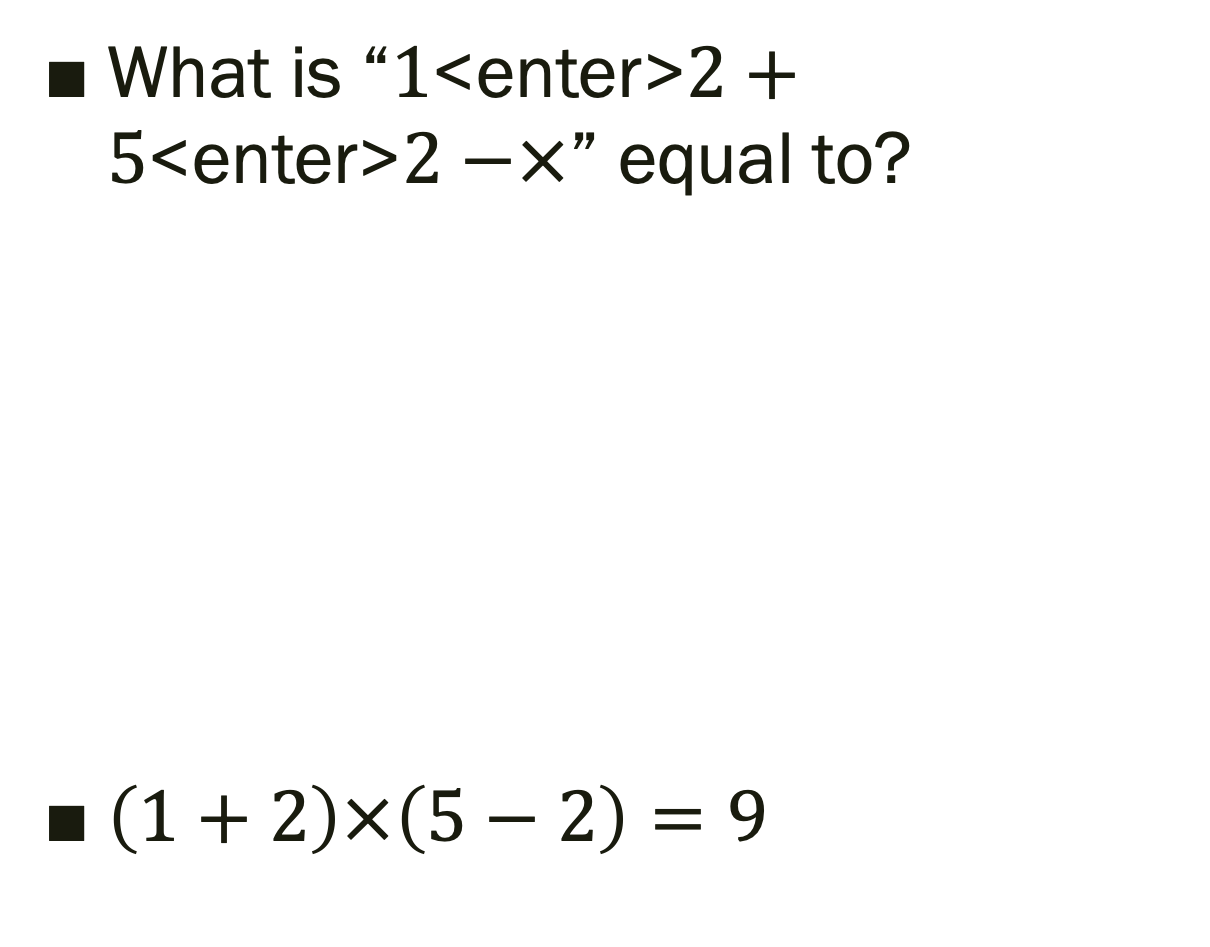 ■ What is “1<enter>2 +
5<enter>2 −×” equal to?
■ (1 + 2)×(5 − 2) = 9